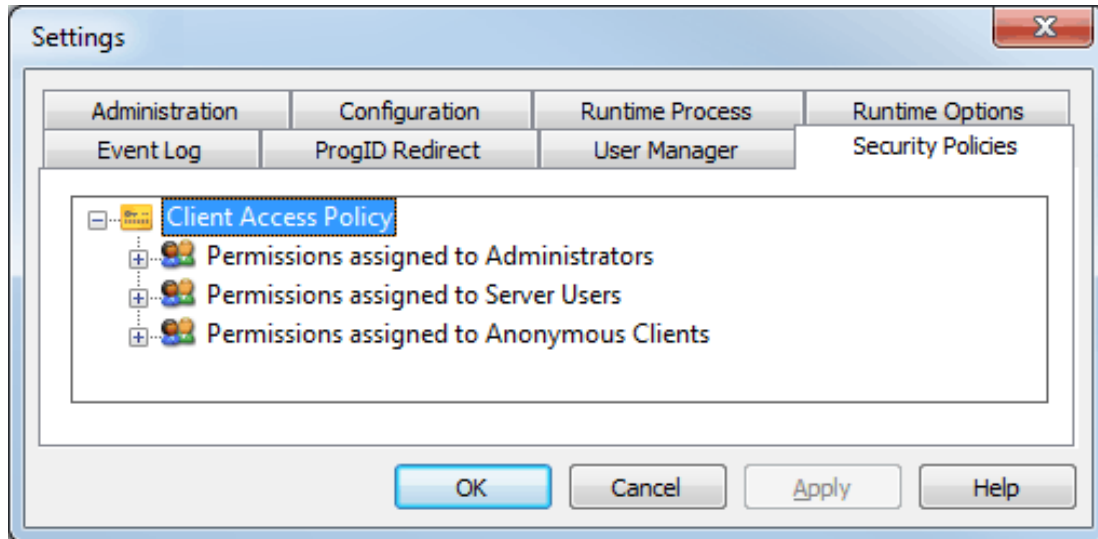 Settings
Administration Configuration Runtime Process Runtime Options
Event Log ProgID Redirect User Manager Security Policies
Client Access Policy
Permissions assigned to Administrators
Permissions assigned to Server Users
Permissions assigned to Anonymous Clients
OK Cancel Apply Help